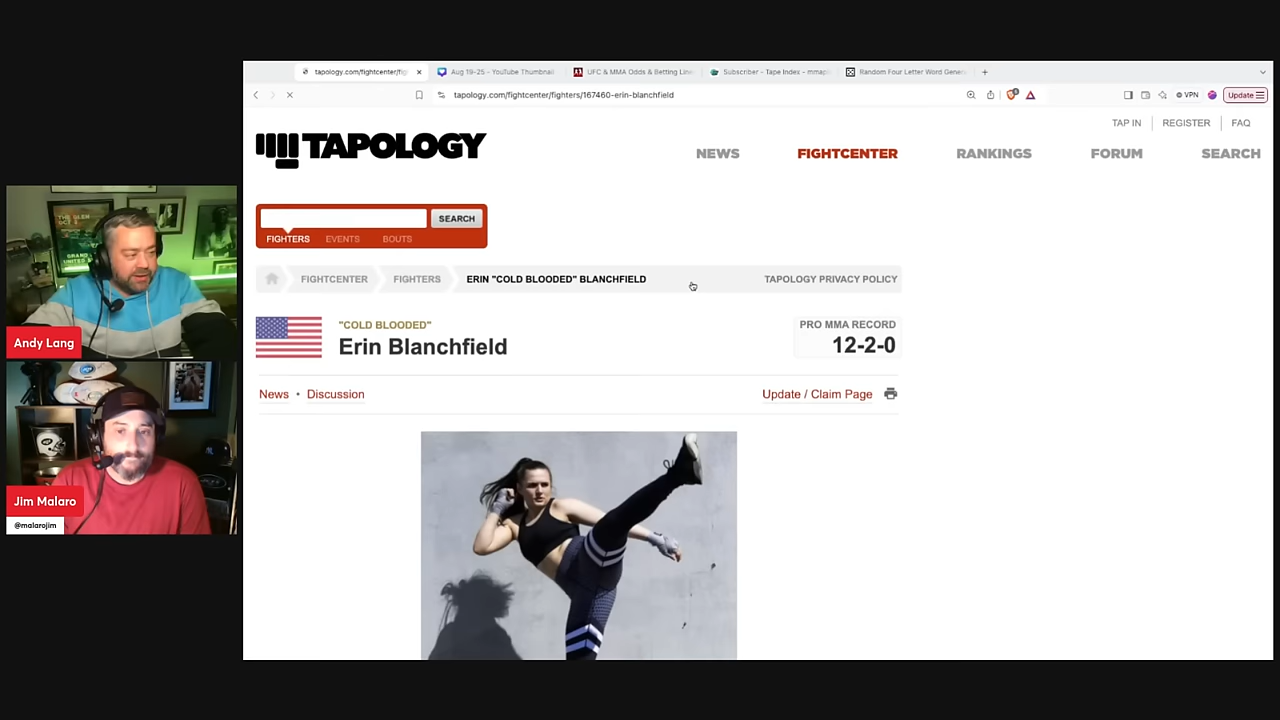 tapology.com/fightcenter/fig
Aug 19-25 - YouTube Thumbnail
UFC & MMA Odds & Betting Line
Subscriber - Tape Index - mmapl
Random Four Letter Word Gener
tapology.com/fightcenter/fighters/167460-erin-blanchfield
VPN
Update
TAP IN
REGISTER
FAQ
TAPOLOGY
NEWS
FIGHTCENTER
RANKINGS
FORUM
SEARCH
SEARCH
FIGHTERS
EVENTS
BOUTS
FIGHTCENTER
FIGHTERS
ERIN "COLD BLOODED" BLANCHFIELD
TAPOLOGY PRIVACY POLICY
"COLD BLOODED"
Erin Blanchfield
PRO MMA RECORD
12-2-0
News • Discussion
Update / Claim Page
Andy Lang
Jim Malaro
@malarojim